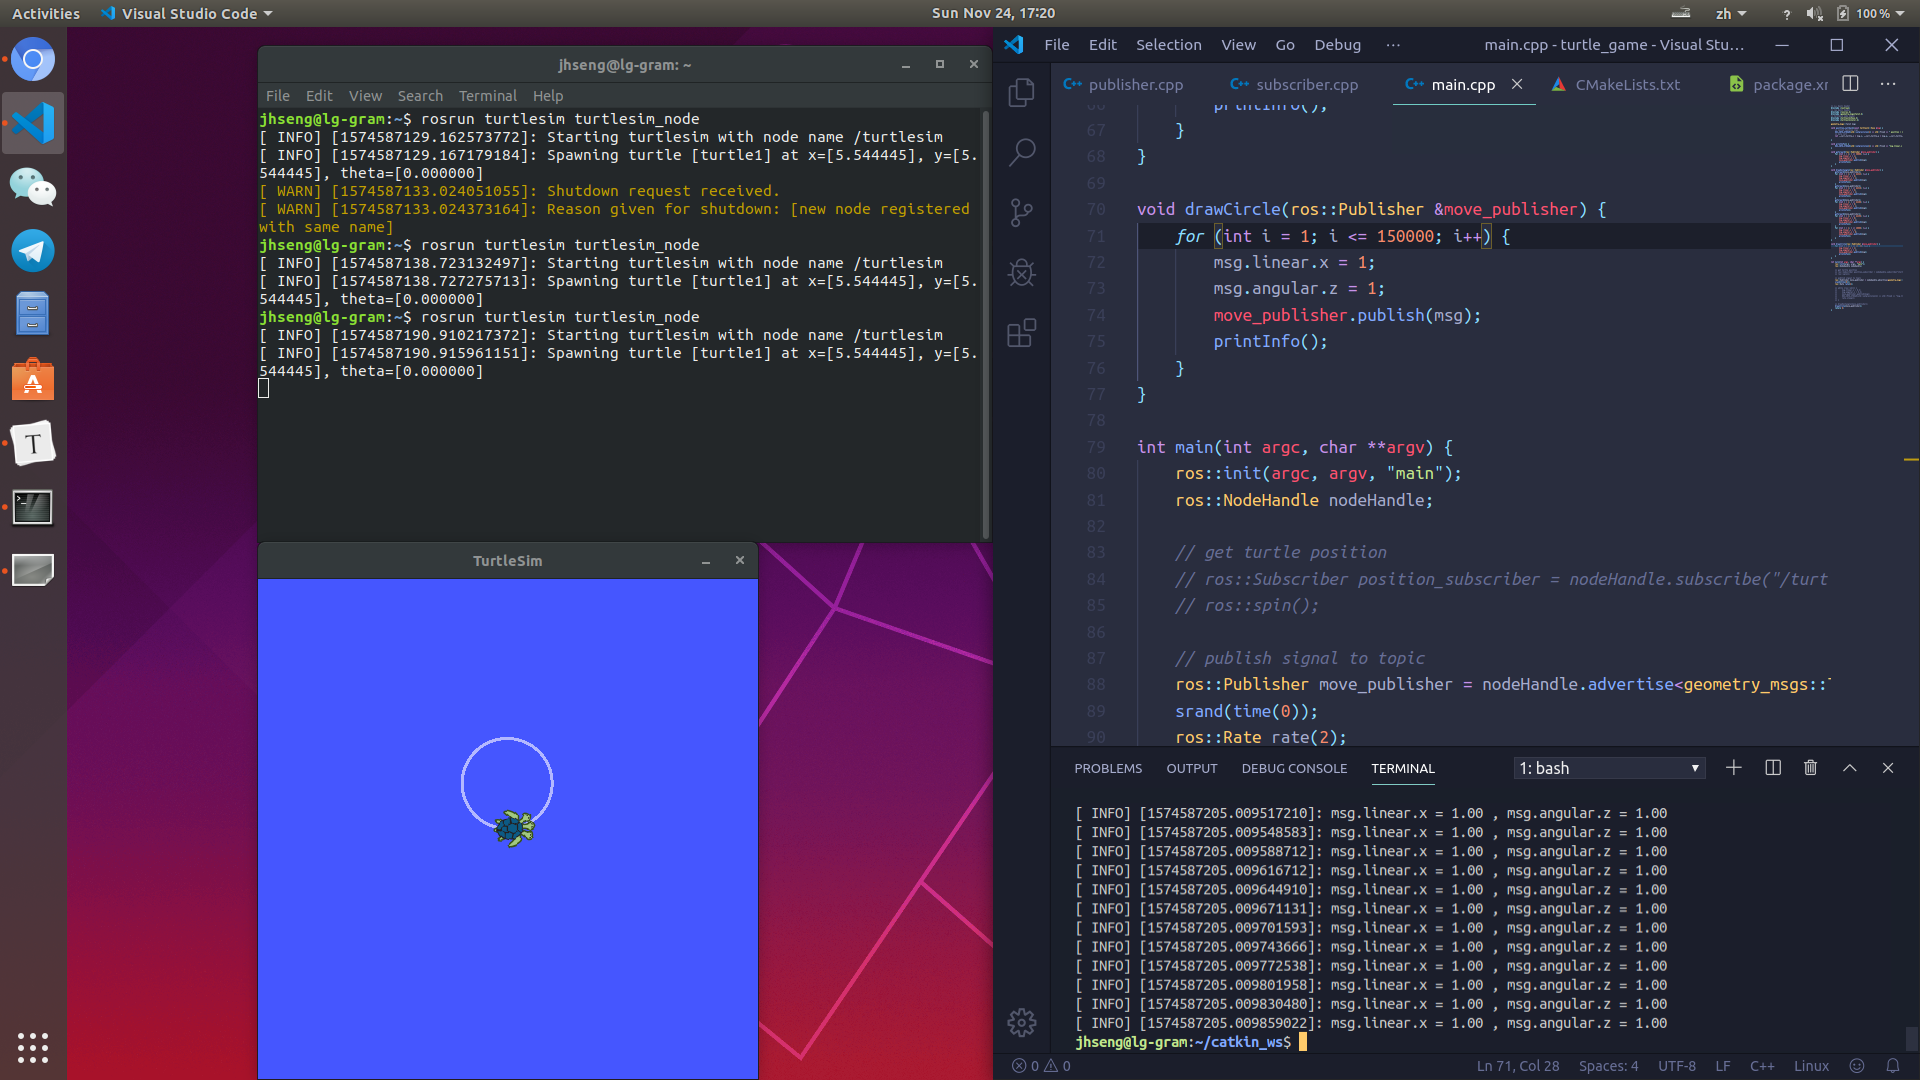 Activities
Visual Studio Code
Sun Nov 24, 17:20
zh
?
100 %
jhseng@lg-gram: ~
File Edit View Search Terminal Help
jhseng@lg-gram:~$ rosrun turtlesim turtlesim_node
[ INFO] [1574587129.162573772]: Starting turtlesim with node name /turtlesim
[ INFO] [1574587129.167179184]: Spawning turtle [turtle1] at x=[5.544445], y=[5.
544445], theta=[0.000000]
[ WARN] [1574587133.024051055]: Shutdown request received.
[ WARN] [1574587133.024373164]: Reason given for shutdown: [new node registered
with same name]
jhseng@lg-gram:~$ rosrun turtlesim turtlesim_node
[ INFO] [1574587138.723132497]: Starting turtlesim with node name /turtlesim
[ INFO] [1574587138.727275713]: Spawning turtle [turtle1] at x=[5.544445], y=[5.
544445], theta=[0.000000]
jhseng@lg-gram:~$ rosrun turtlesim turtlesim_node
[ INFO] [1574587190.910217372]: Starting turtlesim with node name /turtlesim
[ INFO] [1574587190.915961151]: Spawning turtle [turtle1] at x=[5.544445], y=[5.
544445], theta=[0.000000]
TurtleSim
File Edit Selection View Go Debug ···
main.cpp - turtle_game - Visual Stu...
publisher.cpp
subscriber.cpp
main.cpp
CMakeLists.txt
package.xr
66 printInfo();
67 }
68 }
69
70 void drawCircle(ros::Publisher &move_publisher) {
71 for (int i = 1; i <= 150000; i++) {
72 msg.linear.x = 1;
73 msg.angular.z = 1;
74 move_publisher.publish(msg);
75 printInfo();
76 }
77 }
78
79 int main(int argc, char **argv) {
80 ros::init(argc, argv, "main");
81 ros::NodeHandle nodeHandle;
82
83 // get turtle position
84 // ros::Subscriber position_subscriber = nodeHandle.subscribe("/turt
85 // ros::spin();
86
87 // publish signal to topic
88 ros::Publisher move_publisher = nodeHandle.advertise<geometry_msgs::
89 srand(time(0));
90 ros::Rate rate(2);
PROBLEMS OUTPUT DEBUG CONSOLE TERMINAL
1: bash
[ INFO] [1574587205.009517210]: msg.linear.x = 1.00 , msg.angular.z = 1.00
[ INFO] [1574587205.009548583]: msg.linear.x = 1.00 , msg.angular.z = 1.00
[ INFO] [1574587205.009588712]: msg.linear.x = 1.00 , msg.angular.z = 1.00
[ INFO] [1574587205.009616712]: msg.linear.x = 1.00 , msg.angular.z = 1.00
[ INFO] [1574587205.009644910]: msg.linear.x = 1.00 , msg.angular.z = 1.00
[ INFO] [1574587205.009671131]: msg.linear.x = 1.00 , msg.angular.z = 1.00
[ INFO] [1574587205.009701593]: msg.linear.x = 1.00 , msg.angular.z = 1.00
[ INFO] [1574587205.009743666]: msg.linear.x = 1.00 , msg.angular.z = 1.00
[ INFO] [1574587205.009772538]: msg.linear.x = 1.00 , msg.angular.z = 1.00
[ INFO] [1574587205.009801958]: msg.linear.x = 1.00 , msg.angular.z = 1.00
[ INFO] [1574587205.009830480]: msg.linear.x = 1.00 , msg.angular.z = 1.00
[ INFO] [1574587205.009859022]: msg.linear.x = 1.00 , msg.angular.z = 1.00
jhseng@lg-gram:~/catkin_ws$
0 0
Ln 71, Col 28 Spaces: 4 UTF-8 LF C++ Linux